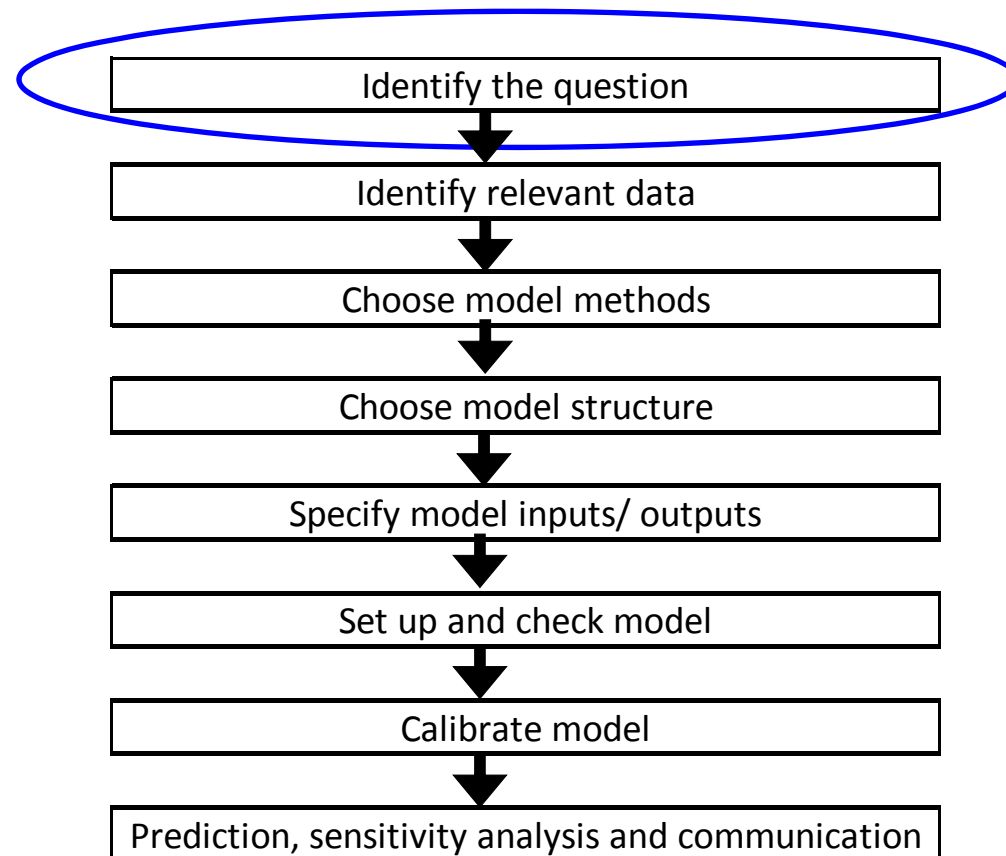 Identify the question
Identify relevant data
Choose model methods
Choose model structure
Specify model inputs/ outputs
Set up and check model
Calibrate model
Prediction, sensitivity analysis and communication